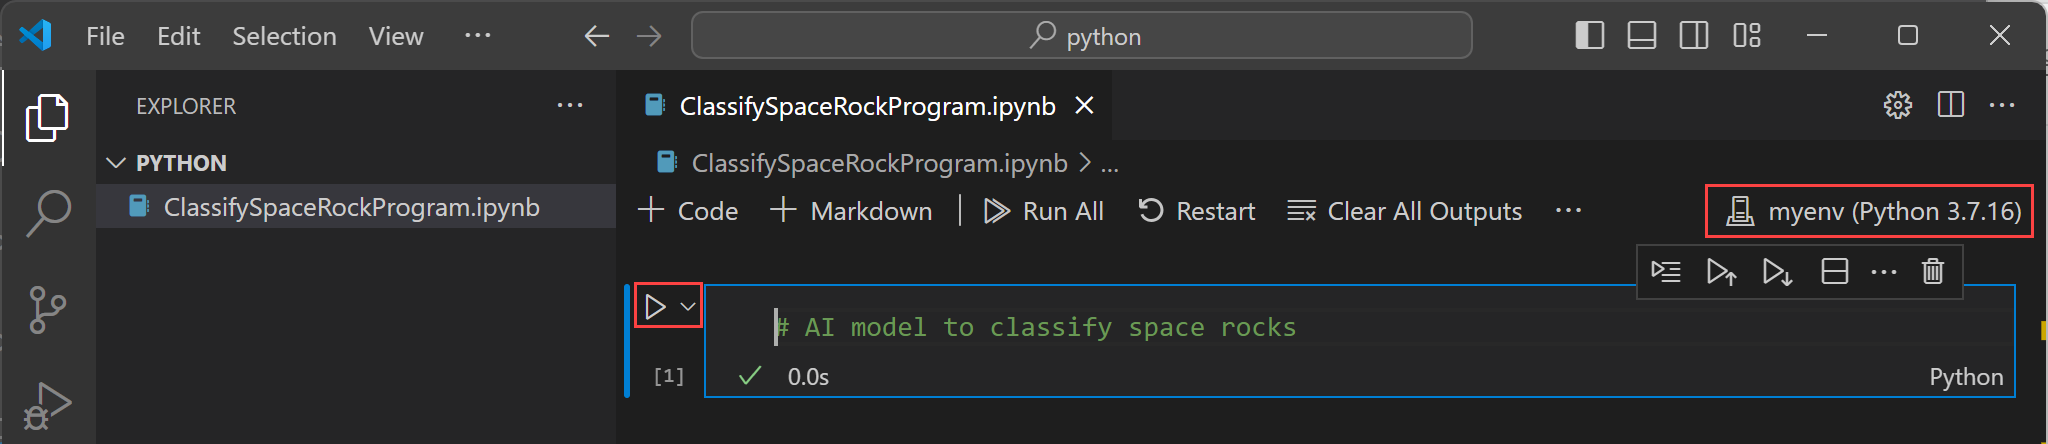 File Edit Selection View ··· python
EXPLORER ···
PYTHON
ClassifySpaceRockProgram.ipynb
ClassifySpaceRockProgram.ipynb
ClassifySpaceRockProgram.ipynb > ...
+ Code + Markdown | Run All Restart Clear All Outputs ··· myenv (Python 3.7.16)
# AI model to classify space rocks
[1] 0.0s Python